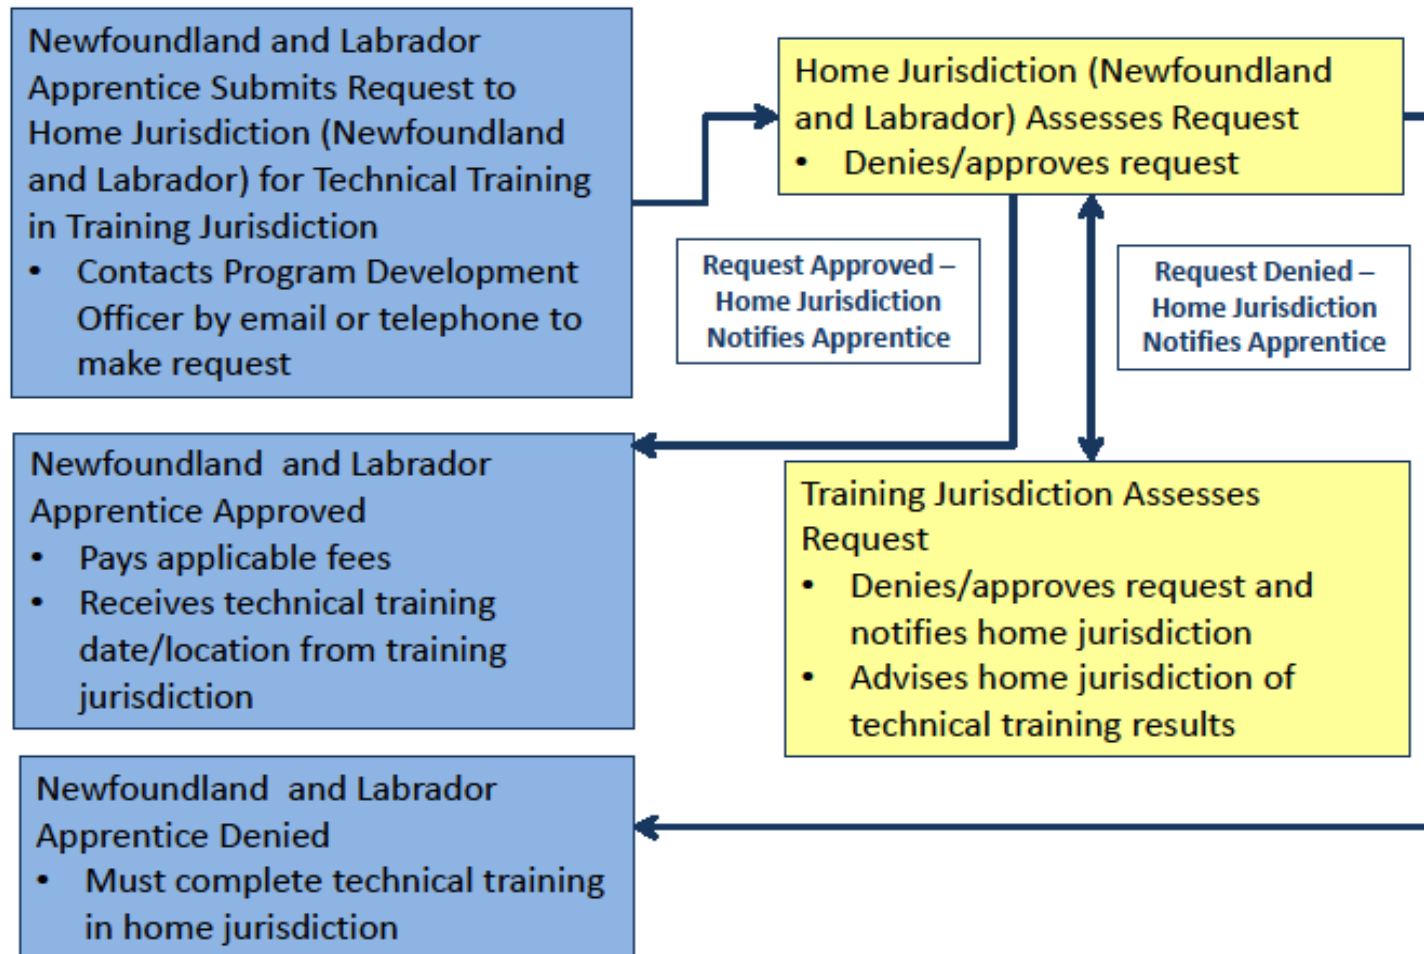 Newfoundland and Labrador
Apprentice Submits Request to
Home Jurisdiction (Newfoundland
and Labrador) for Technical Training
in Training Jurisdiction
• Contacts Program Development
Officer by email or telephone to
make request
Home Jurisdiction (Newfoundland
and Labrador) Assesses Request
• Denies/approves request
Request Approved –
Home Jurisdiction
Notifies Apprentice
Request Denied –
Home Jurisdiction
Notifies Apprentice
Newfoundland and Labrador
Apprentice Approved
• Pays applicable fees
• Receives technical training
date/location from training
jurisdiction
Training Jurisdiction Assesses
Request
• Denies/approves request and
notifies home jurisdiction
• Advises home jurisdiction of
technical training results
Newfoundland and Labrador
Apprentice Denied
• Must complete technical training
in home jurisdiction